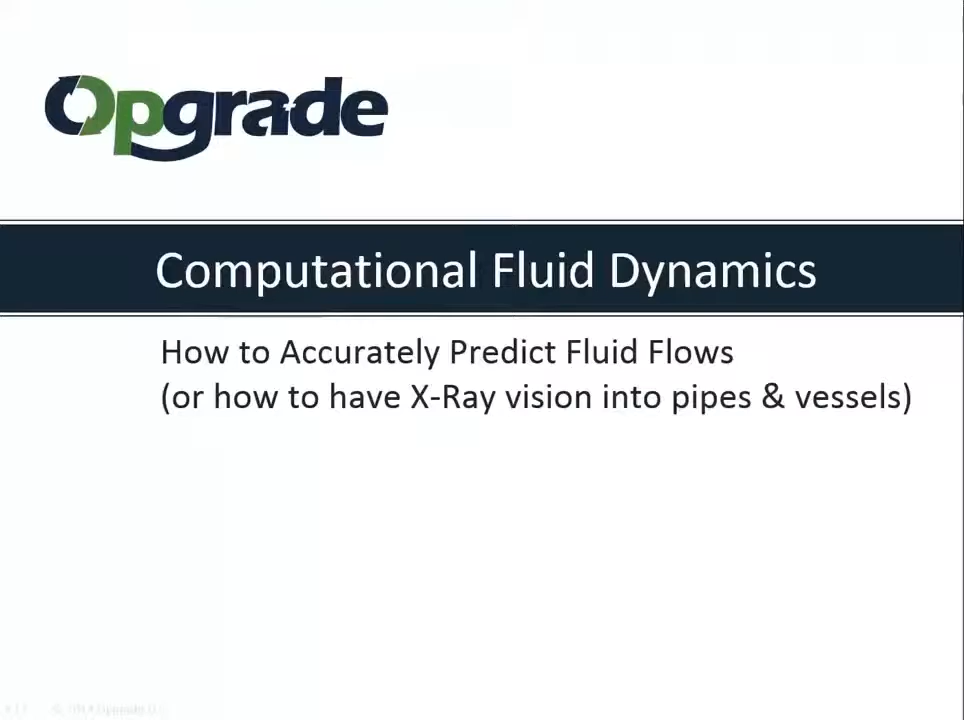 Opgrade
Computational Fluid Dynamics
How to Accurately Predict Fluid Flows
(or how to have X-Ray vision into pipes & vessels)